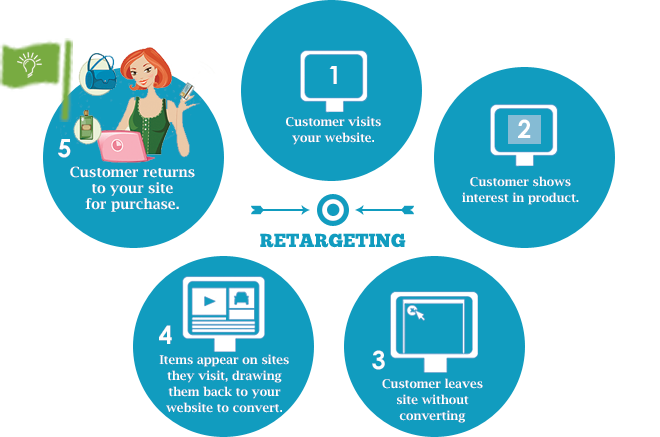 1
Customer visits
your website.
2
Customer shows
interest in product.
3
Customer leaves
site without
converting
4
Items appear on sites
they visit, drawing
them back to your
website to convert.
5
Customer returns
to your site
for purchase.
RETARGETING